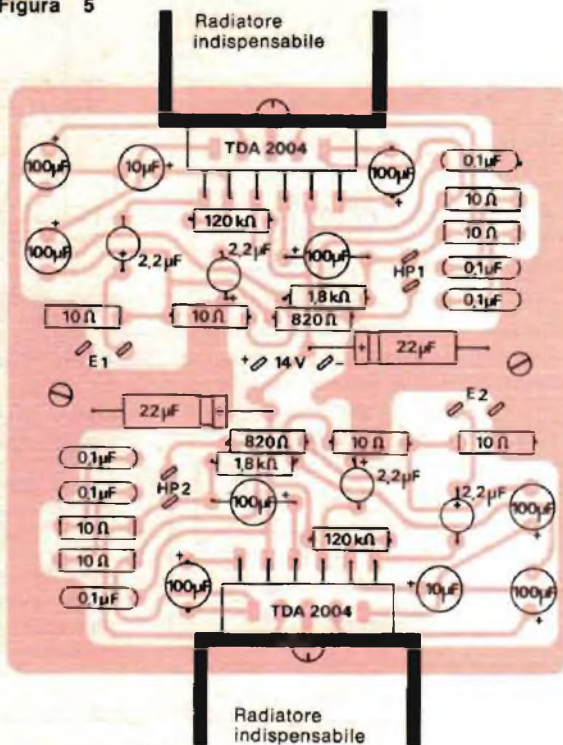 Figura 5
Radiatore
indispensabile
TDA 2004
100µF
10µF
100µF
0,1µF
10 Ω
120 kΩ
10 Ω
100µF
2,2µF
2,2µF
100µF
HP1
0,1µF
1,8 kΩ
0,1µF
10 Ω
10 Ω
820 Ω
E1
+ 14 V -
+ 22µF
E2
22µF
820 Ω
10 Ω
10 Ω
0,1µF
1,8 kΩ
2,2µF
0,1µF
HP2
100µF
2,2µF
100µF
10 Ω
120 kΩ
10 Ω
0,1µF
100µF
10µF
100µF
TDA 2004
Radiatore
indispensabile